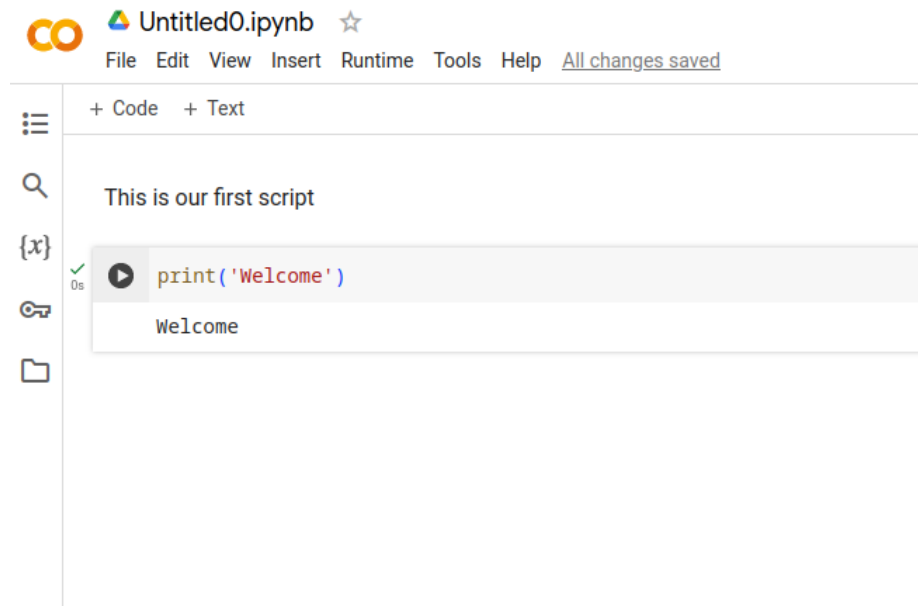 Untitled0.ipynb
File Edit View Insert Runtime Tools Help All changes saved
+ Code + Text
This is our first script
{x}
0s
print('Welcome')
Welcome